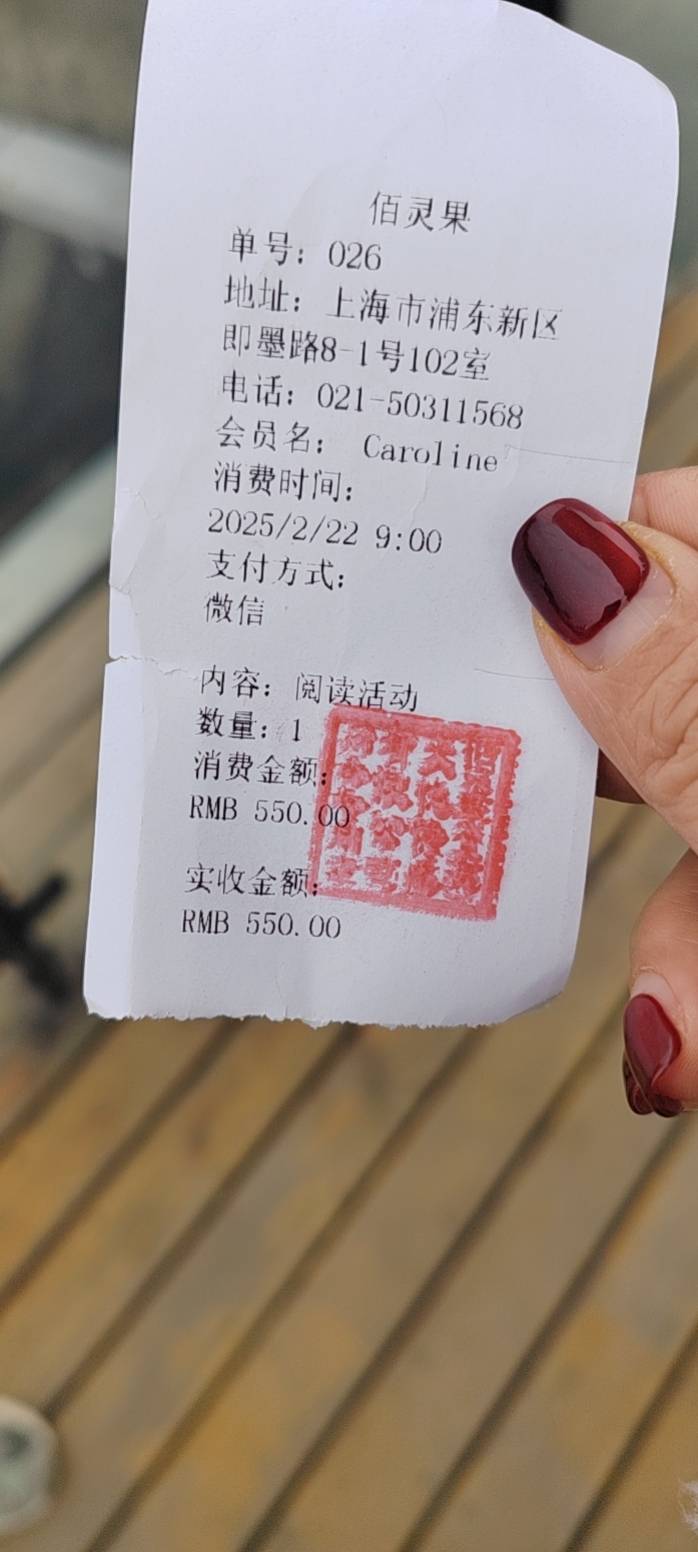 佰灵果
单号：026
地址：上海市浦东新区
即墨路8-1号102室
电话：021-50311568
会员名： Caroline
消费时间：
2025/2/22 9:00
支付方式：
微信
内容：阅读活动
数量：1
消费金额：
RMB 550.00
实收金额：
RMB 550.00